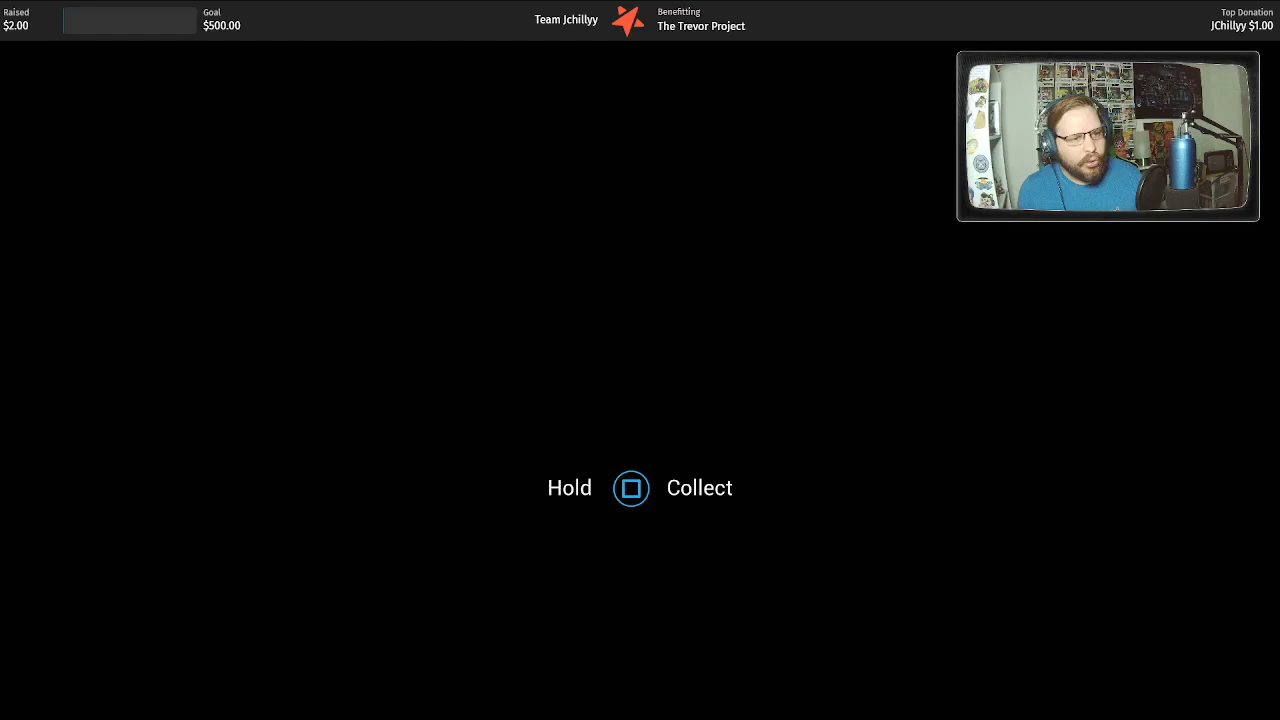 Raised
$2.00
Goal
$500.00
Team Jchillyy
Benefitting
The Trevor Project
Top Donation
JChillyy $1.00
Hold
Collect